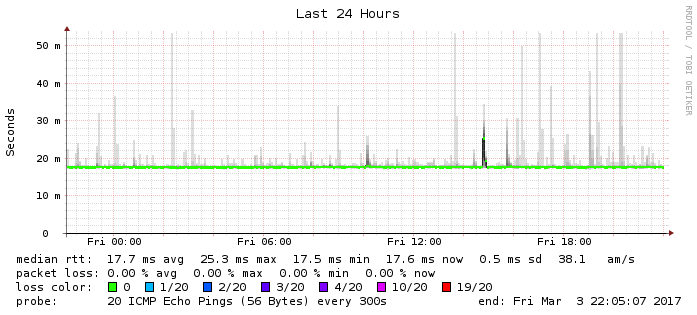 Last 24 Hours
RRDTOOL / TOBI OETIKER
Seconds
50 m
40 m
30 m
20 m
10 m
0
Fri 00:00 Fri 06:00 Fri 12:00 Fri 18:00
median rtt: 17.7 ms avg 25.3 ms max 17.5 ms min 17.6 ms now 0.5 ms sd 38.1 am/s
packet loss: 0.00 % avg 0.00 % max 0.00 % min 0.00 % now
loss color: 0 1/20 2/20 3/20 4/20 10/20 19/20
probe: 20 ICMP Echo Pings (56 Bytes) every 300s end: Fri Mar 3 22:05:07 2017